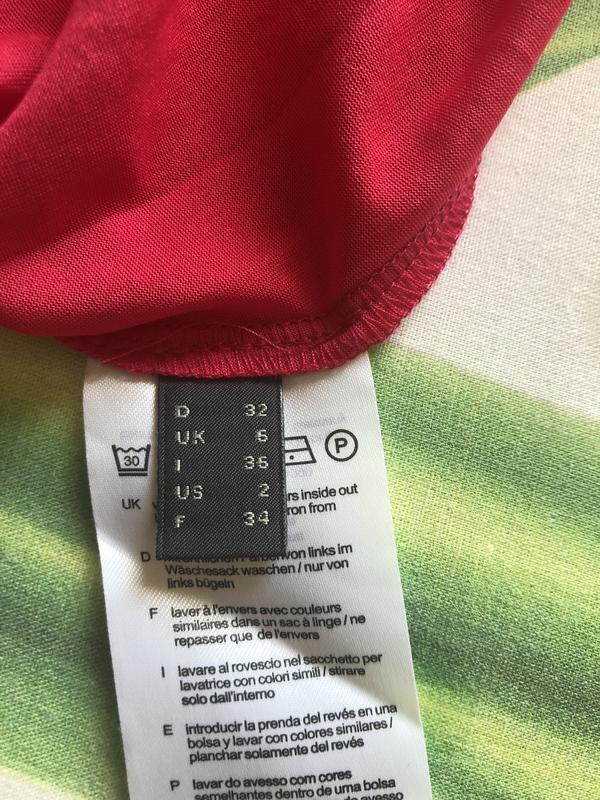 D 32
UK 6
I 36
US 2
F 34
30
P
UK
rs inside out
ron from
D
links im
Wäschesack waschen / nur von
links bügeln
F laver à l'envers avec couleurs
similaires dans un sac à linge / ne
repasser que de l'envers
I lavare al rovescio nel sacchetto per
lavatrice con colori simili / stirare
solo dall'interno
E introducir la prenda del revés en una
bolsa y lavar con colores similares /
planchar solamente del revés
P lavar do avesso com cores
semelhantes dentro de uma bolsa
avesso